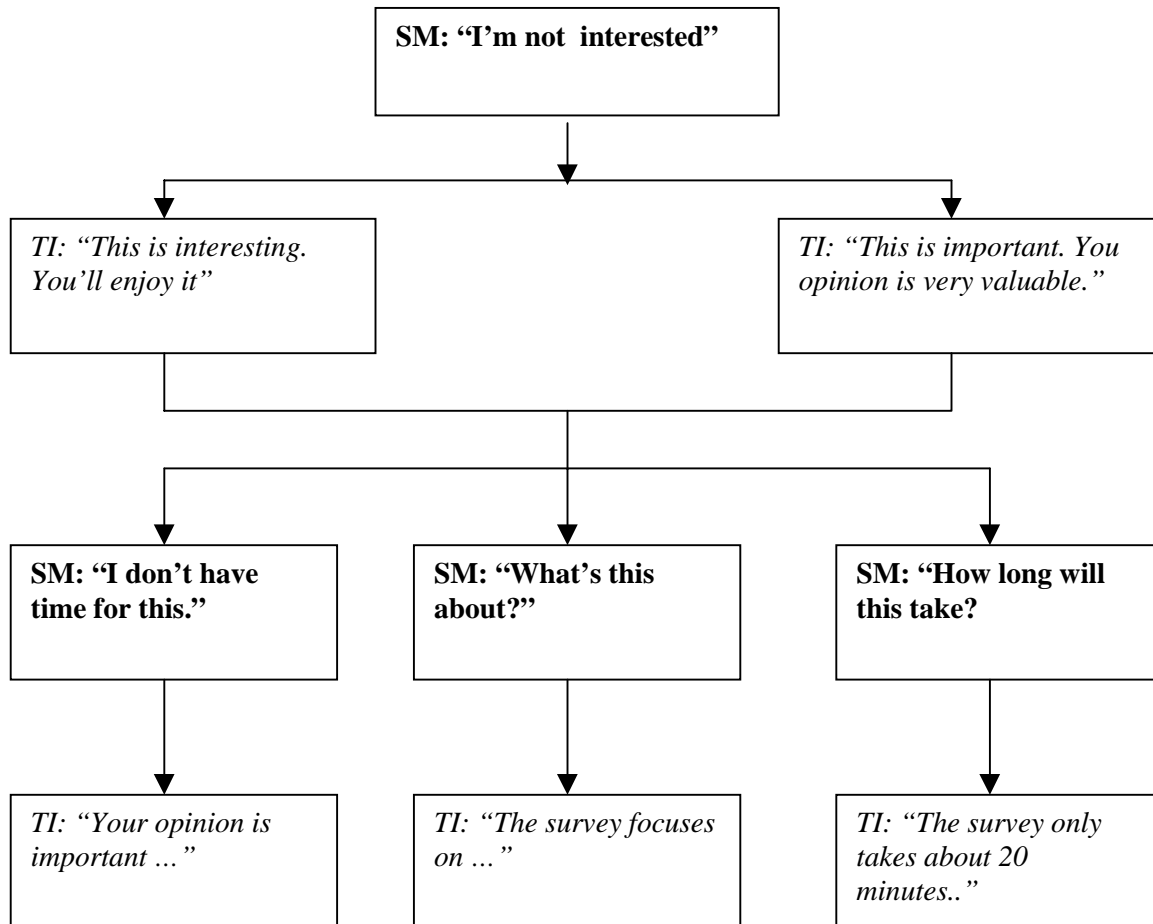 SM: “I’m not  interested”
TI: “This is interesting.
You’ll enjoy it”
TI: “This is important. You
opinion is very valuable.”
SM: “I don’t have
time for this.”
SM: “What’s this
about?”
SM: “How long will
this take?
TI: “Your opinion is
important …”
TI: “The survey focuses
on …”
TI: “The survey only
takes about 20
minutes..”